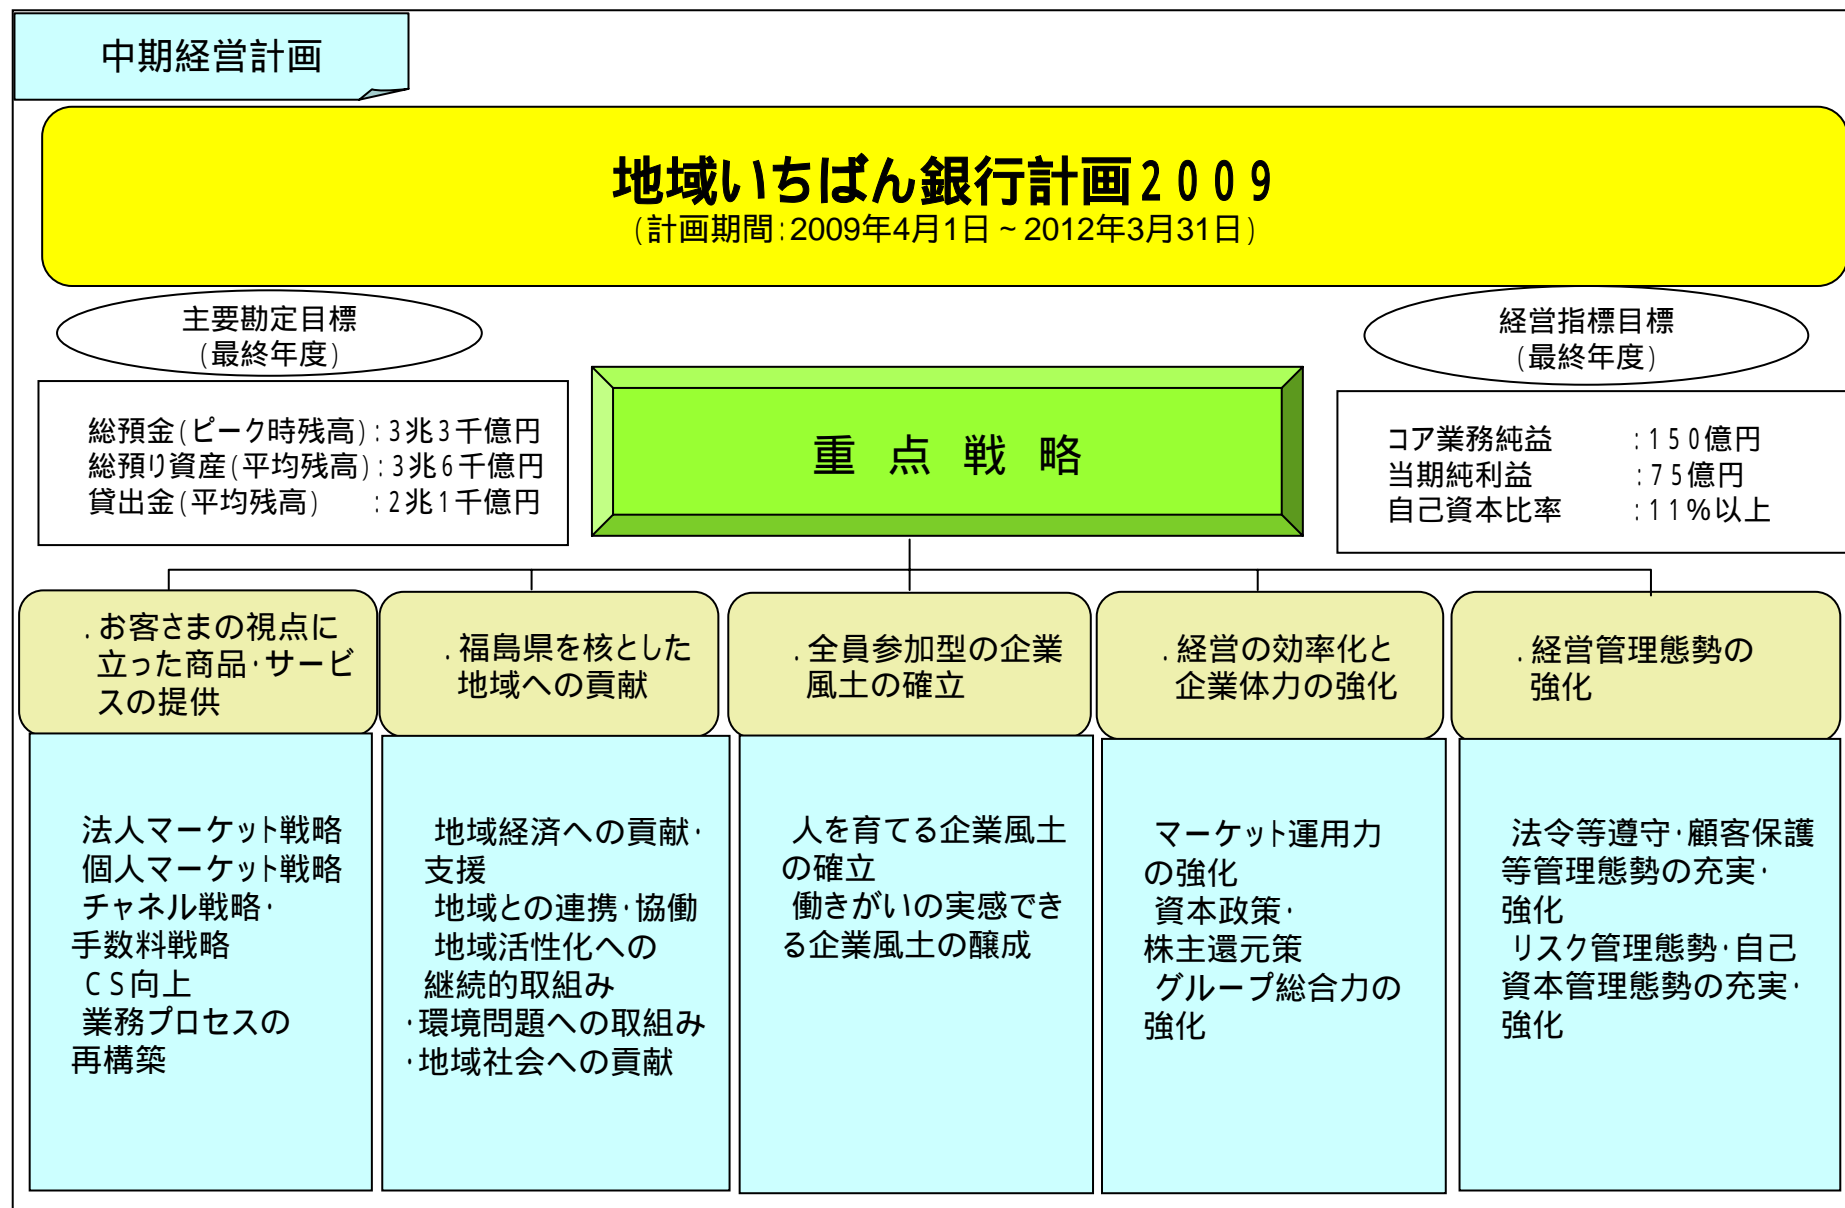 中期経営計画
地域いちばん銀行計画2009
(計画期間:2009年4月1日~2012年3月31日)
主要勘定目標
(最終年度)
総預金(ピーク時残高):3兆3千億円
総預り資産(平均残高):3兆6千億円
貸出金(平均残高) :2兆1千億円
重点戦略
経営指標目標
(最終年度)
コア業務純益 :150億円
当期純利益 :75億円
自己資本比率 :11%以上
.お客さまの視点に
立った商品・サービ
スの提供
法人マーケット戦略
個人マーケット戦略
チャネル戦略・
手数料戦略
CS向上
業務プロセスの
再構築
.福島県を核とした
地域への貢献
地域経済への貢献・
支援
地域との連携・協働
地域活性化への
継続的取組み
・環境問題への取組み
・地域社会への貢献
.全員参加型の企業
風土の確立
人を育てる企業風土
の確立
働きがいの実感でき
る企業風土の醸成
.経営の効率化と
企業体力の強化
マーケット運用力
の強化
資本政策・
株主還元策
グループ総合力の
強化
.経営管理態勢の
強化
法令等遵守・顧客保護
等管理態勢の充実・
強化
リスク管理態勢・自己
資本管理態勢の充実・
強化